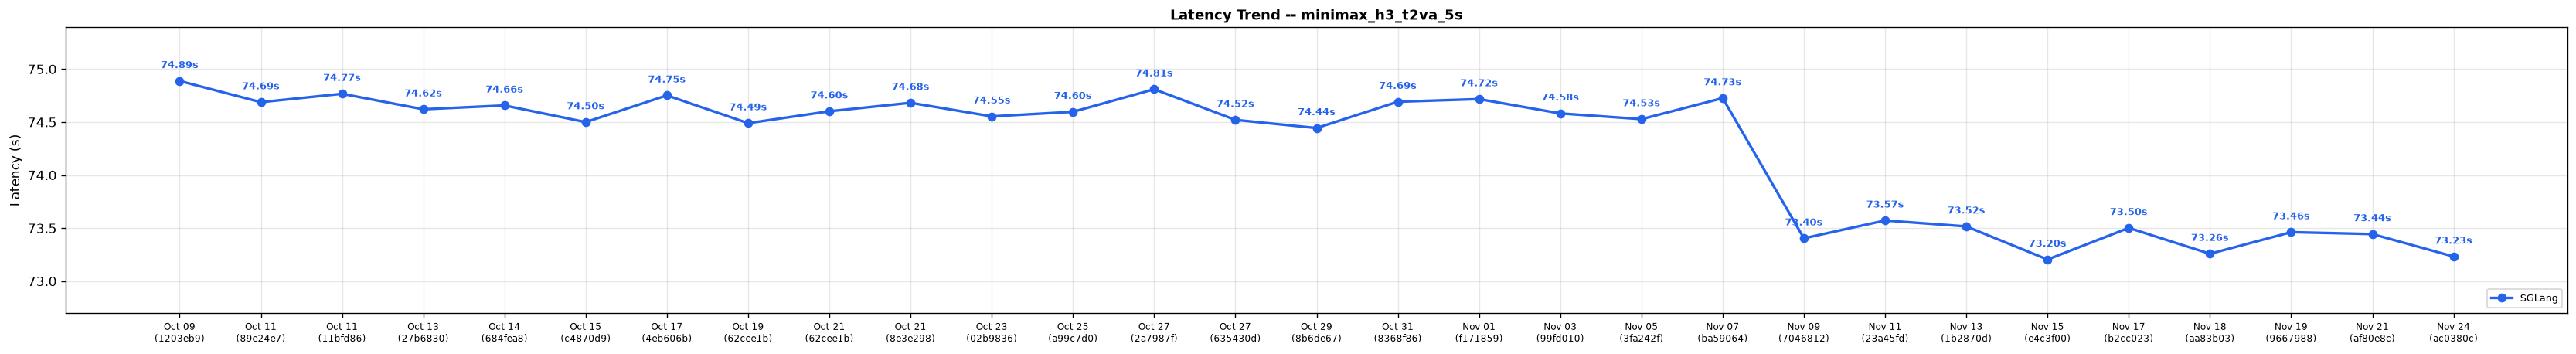 Latency Trend -- minimax_h3_t2va_5s
Latency (s)
75.0
74.5
74.0
73.5
73.0
74.89s
74.69s
74.77s
74.62s
74.66s
74.50s
74.75s
74.49s
74.60s
74.68s
74.55s
74.60s
74.81s
74.52s
74.44s
74.69s
74.72s
74.58s
74.53s
74.73s
73.40s
73.57s
73.52s
73.20s
73.50s
73.26s
73.46s
73.44s
73.23s
SGLang
Oct 09
(1203eb9)
Oct 11
(89e24e7)
Oct 11
(11bfd86)
Oct 13
(27b6830)
Oct 14
(684fea8)
Oct 15
(c4870d9)
Oct 17
(4eb606b)
Oct 19
(62cee1b)
Oct 21
(62cee1b)
Oct 21
(8e3e298)
Oct 23
(02b9836)
Oct 25
(a99c7d0)
Oct 27
(2a7987f)
Oct 27
(635430d)
Oct 29
(8b6de67)
Oct 31
(8368f86)
Nov 01
(f171859)
Nov 03
(99fd010)
Nov 05
(3fa242f)
Nov 07
(ba59064)
Nov 09
(7046812)
Nov 11
(23a45fd)
Nov 13
(1b2870d)
Nov 15
(e4c3f00)
Nov 17
(b2cc023)
Nov 18
(aa83b03)
Nov 19
(9667988)
Nov 21
(af80e8c)
Nov 24
(ac0380c)